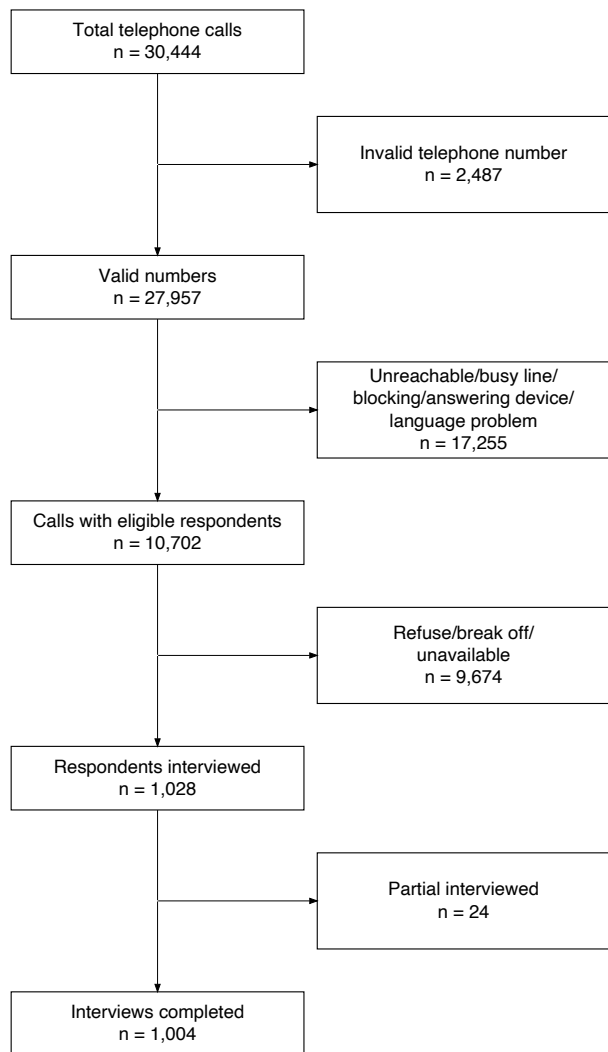 Total telephone calls
n = 30,444
Invalid telephone number
n = 2,487
Valid numbers
n = 27,957
Unreachable/busy line/
blocking/answering device/
language problem
n = 17,255
Calls with eligible respondents
n = 10,702
Refuse/break off/
unavailable
n = 9,674
Respondents interviewed
n = 1,028
Partial interviewed
n = 24
Interviews completed
n = 1,004